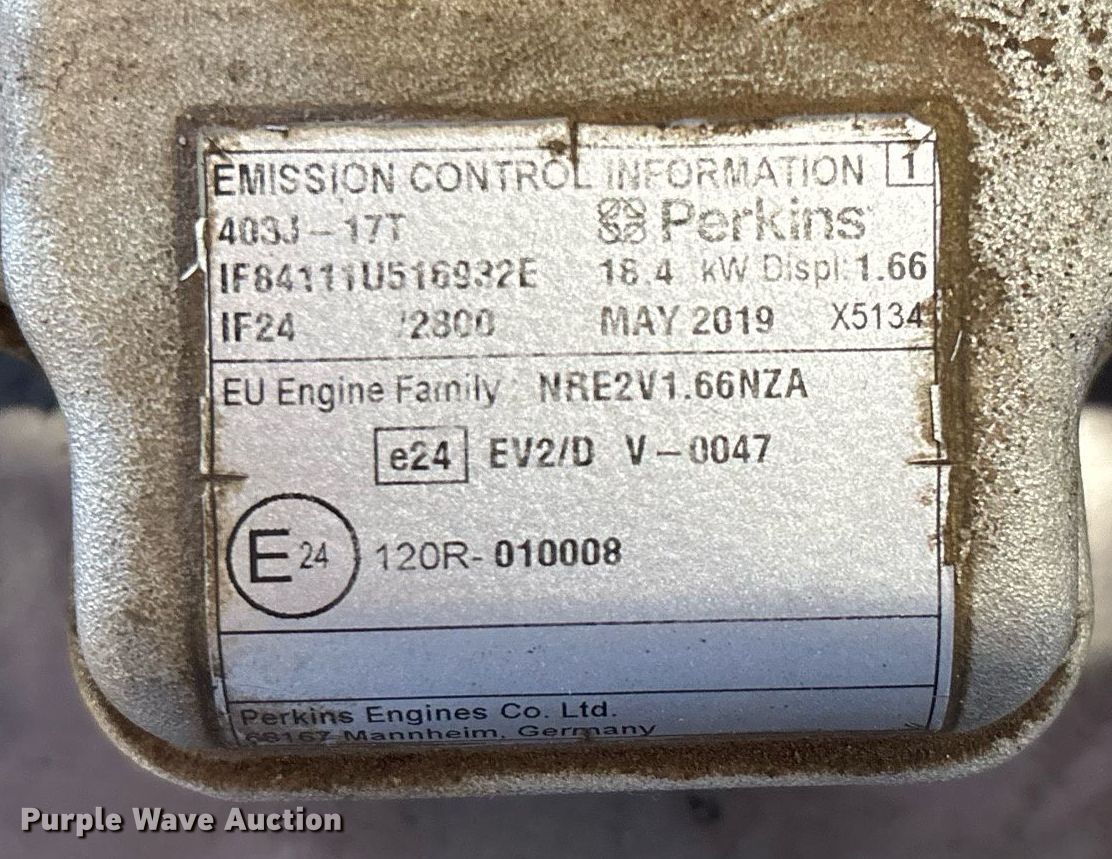 EMISSION CONTROL INFORMATION 1
403J-17T Perkins
IF84111U516932E 18.4 kW Displ: 1.66
IF24 /2800 MAY 2019 X5134
EU Engine Family NRE2V1.66NZA
e24 EV2/D V-0047
E 24 120R-010008
Perkins Engines Co. Ltd.
68167 Mannheim, Germany
Purple Wave Auction